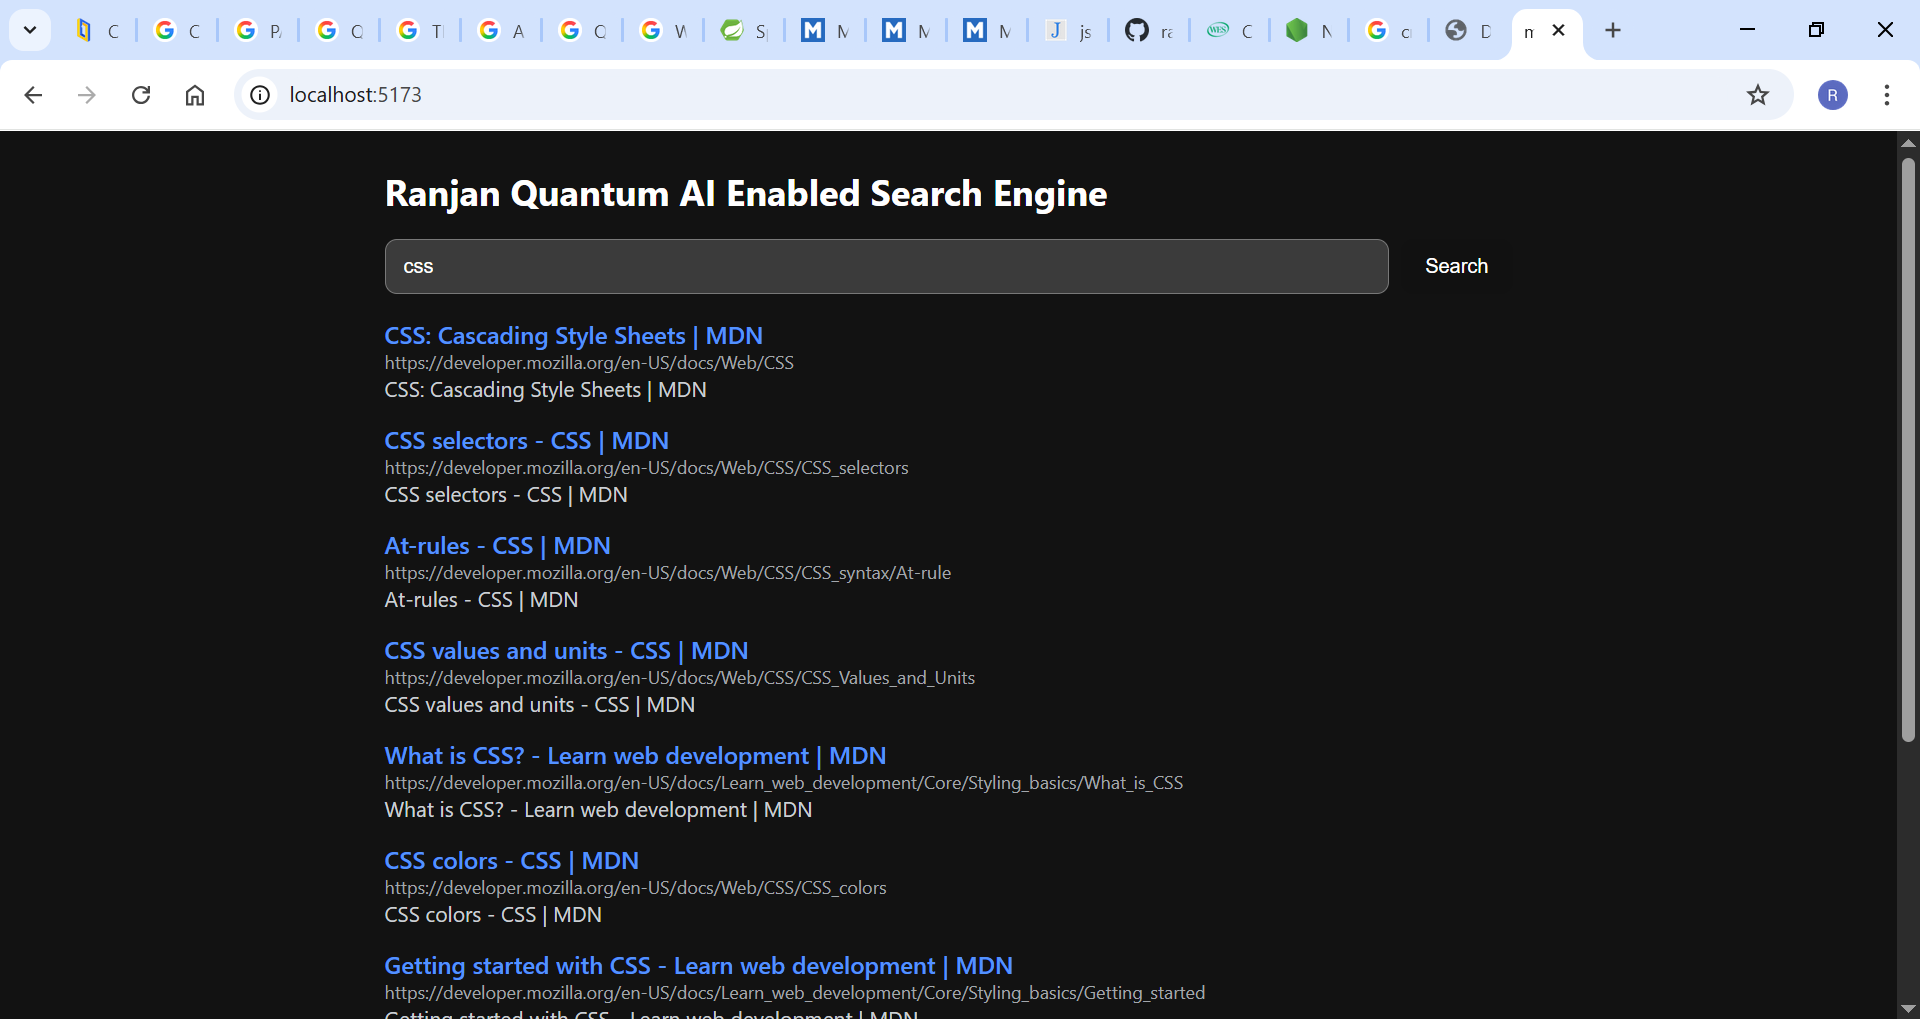 C
C
P
C
T
A
C
W
S
M
M
M
js
ra
C
N
c
D
m
localhost:5173
R
Ranjan Quantum AI Enabled Search Engine
css
Search
CSS: Cascading Style Sheets | MDN
https://developer.mozilla.org/en-US/docs/Web/CSS
CSS: Cascading Style Sheets | MDN
CSS selectors - CSS | MDN
https://developer.mozilla.org/en-US/docs/Web/CSS/CSS_selectors
CSS selectors - CSS | MDN
At-rules - CSS | MDN
https://developer.mozilla.org/en-US/docs/Web/CSS/CSS_syntax/At-rule
At-rules - CSS | MDN
CSS values and units - CSS | MDN
https://developer.mozilla.org/en-US/docs/Web/CSS/CSS_Values_and_Units
CSS values and units - CSS | MDN
What is CSS? - Learn web development | MDN
https://developer.mozilla.org/en-US/docs/Learn_web_development/Core/Styling_basics/What_is_CSS
What is CSS? - Learn web development | MDN
CSS colors - CSS | MDN
https://developer.mozilla.org/en-US/docs/Web/CSS/CSS_colors
CSS colors - CSS | MDN
Getting started with CSS - Learn web development | MDN
https://developer.mozilla.org/en-US/docs/Learn_web_development/Core/Styling_basics/Getting_started
Getting started with CSS - Learn web development | MDN